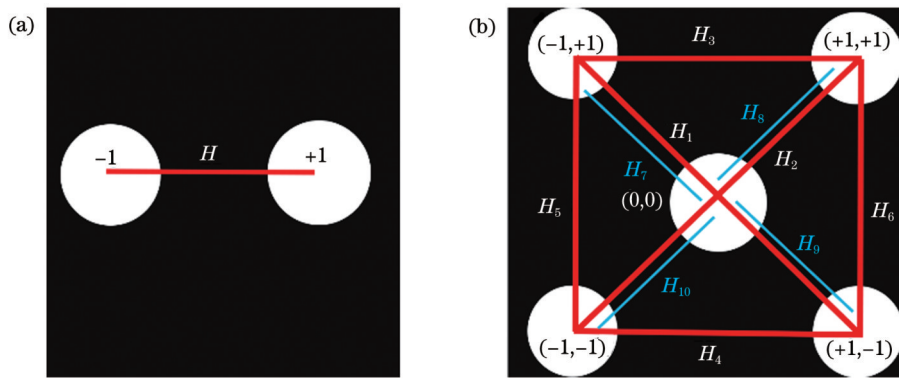 (a)
−1
H
+1
(b)
(−1,+1)
H₃
(+1,+1)
H₈
H₁
H₂
H₇
(0,0)
H₅
H₆
H₉
H₁₀
(−1,−1)
H₄
(+1,−1)